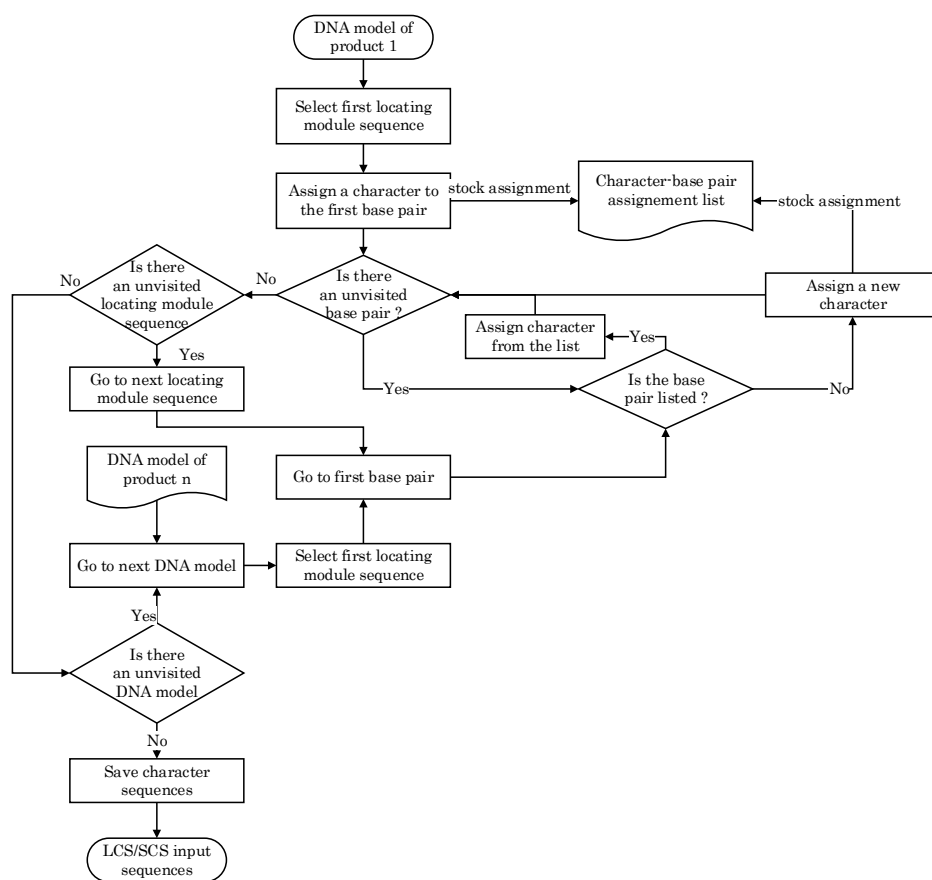 DNA model of
product 1
Select first locating
module sequence
Assign a character to
the first base pair
stock assignment
Character-base pair
assignement list
stock assignment
No
Is there
an unvisited
locating module
sequence
No
Is there
an unvisited
base pair ?
Assign a new
character
Assign character
from the list
Yes
Yes
Go to next locating
module sequence
Yes
Is the base
pair listed ?
No
DNA model of
product n
Go to first base pair
Go to next DNA model
Select first locating
module sequence
Yes
Is there
an unvisited
DNA model
No
Save character
sequences
LCS/SCS input
sequences